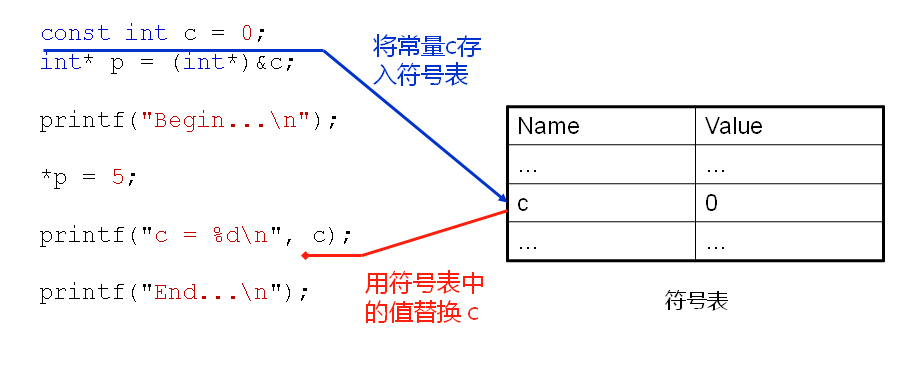 const int c = 0;
int* p = (int*)&c;
printf("Begin...\n");
*p = 5;
printf("c = %d\n", c);
printf("End...\n");
将常量c存
入符号表
用符号表中
的值替换 c
Name Value
... ...
c 0
... ...
符号表